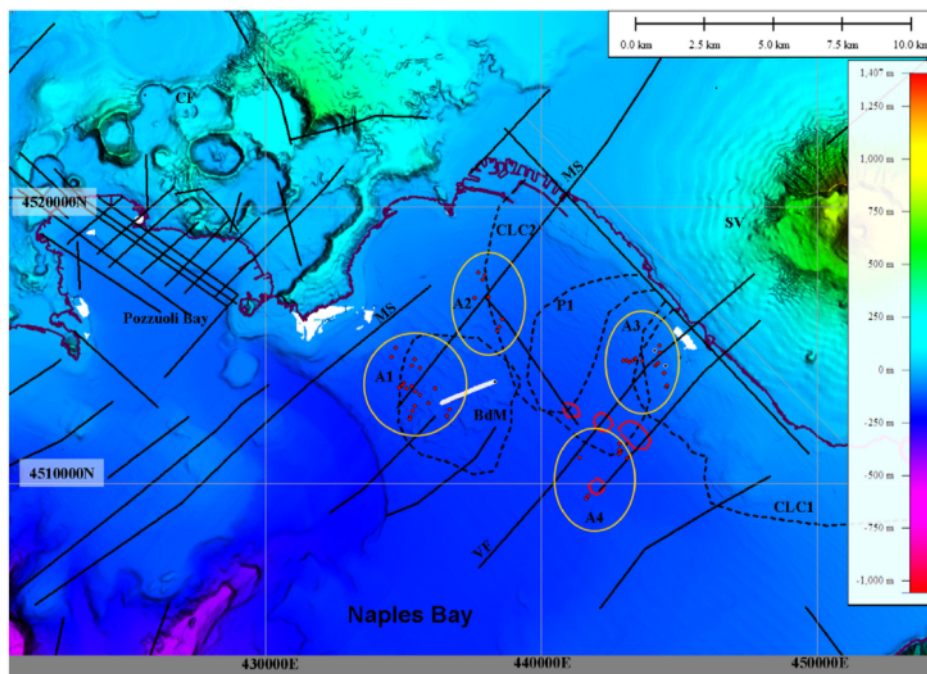 0.0 km 2.5 km 5.0 km 7.5 km 10.0 km
1,407 m
1,250 m
1,000 m
750 m
500 m
250 m
0 m
-250 m
-500 m
-750 m
-1,000 m
CF
MS
4520000N
SV
CLC2
Pozzuoli Bay
MS
A2
P1
A3
A1
BdM
4510000N
A4
CLC1
VF
Naples Bay
430000E 440000E 450000E